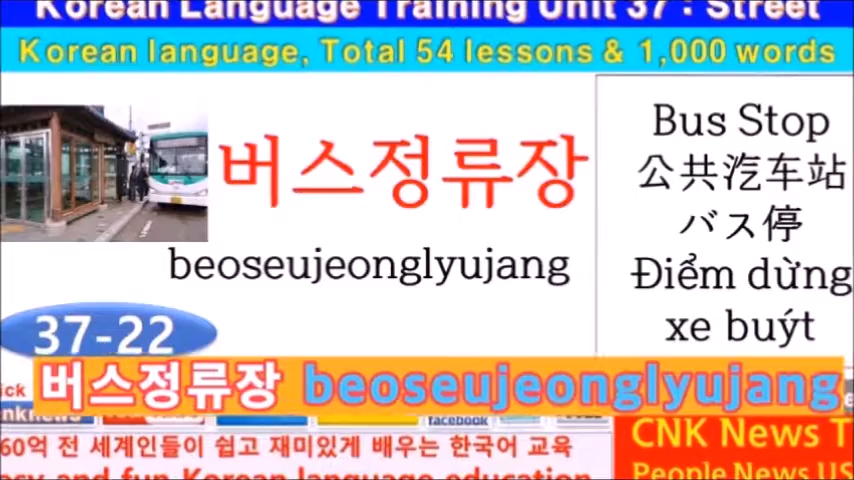 Korean Language Training Unit 37 : Street
Korean language, Total 54 lessons & 1,000 words
버스정류장
beoseujeonglyujang
Bus Stop
公共汽车站
バス停
Điểm dừng
xe buýt
37-22
버스정류장 beoseujeonglyujang
facebook
60억 전 세계인들이 쉽고 재미있게 배우는 한국어 교육
easy and fun Korean language education
CNK News T
People News US